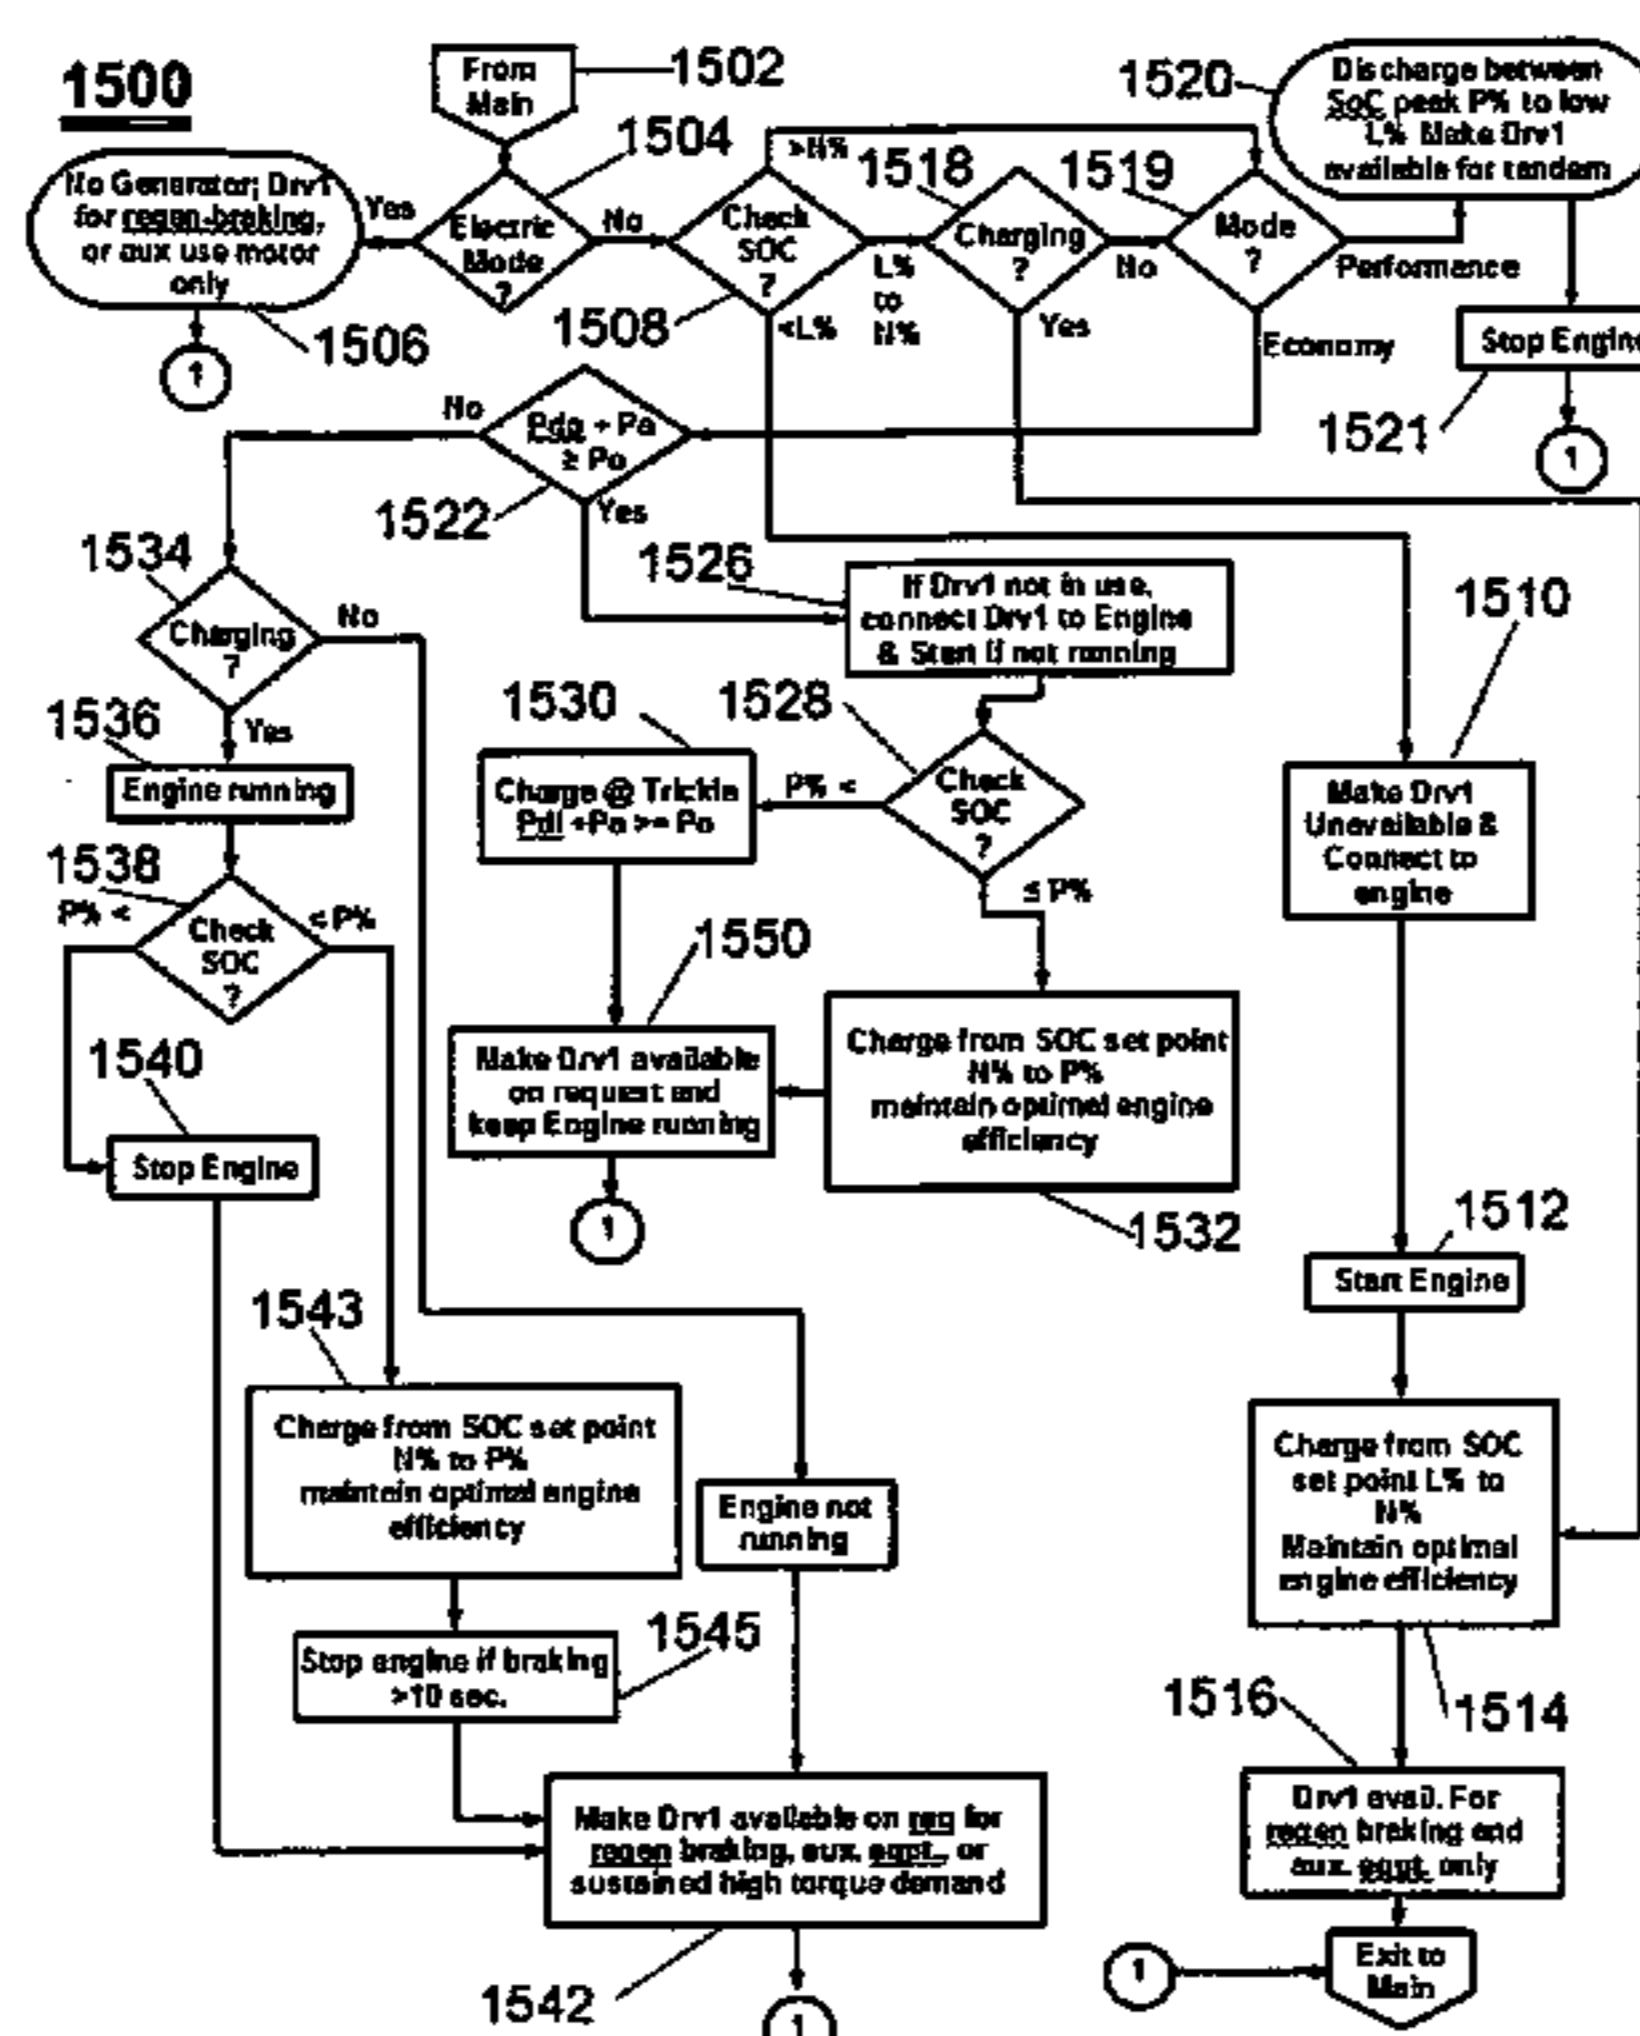 1500
From
Main
1502
1504
No Generator; Drv1
for regen-braking,
or aux use motor
only
1506
1
Yes
Electric
Mode
?
No
Check
SOC
?
>N%
<L%
L%
to
N%
1508
1518
Charging
?
No
Yes
1519
Mode
?
Performance
Economy
1520
Discharge between
SoC peak P% to low
L% Make Drv1
available for tandem
Stop Engine
1521
1
+ Pa
≥ Po
No
Yes
1522
1526
If Drv1 not in use,
connect Drv1 to Engine
& Start if not running
1534
Charging
?
No
Yes
1536
Engine running
1538
P% <
Check
SOC
?
< P%
1540
Stop Engine
1530
Charge @ Trickle
Pdl +Pa >= Po
1528
P% <
Check
SOC
?
≤ P%
1550
Make Drv1 available
on request and
keep Engine running
1
Charge from SOC set point
N% to P%
maintain optimal engine
efficiency
1532
1510
Make Drv1
Unavailable &
Connect to
engine
1512
Start Engine
1543
Charge from SOC set point
N% to P%
maintain optimal engine
efficiency
Engine not
running
Charge from SOC
set point L% to
N%
Maintain optimal
engine efficiency
1514
1545
Stop engine if braking
>10 sec.
1516
Drv1 avail. For
regen braking and
aux. eqpt. only
Make Drv1 available on req for
regen braking, aux. eqpt., or
sustained high torque demand
1542
1
1
Exit to
Main